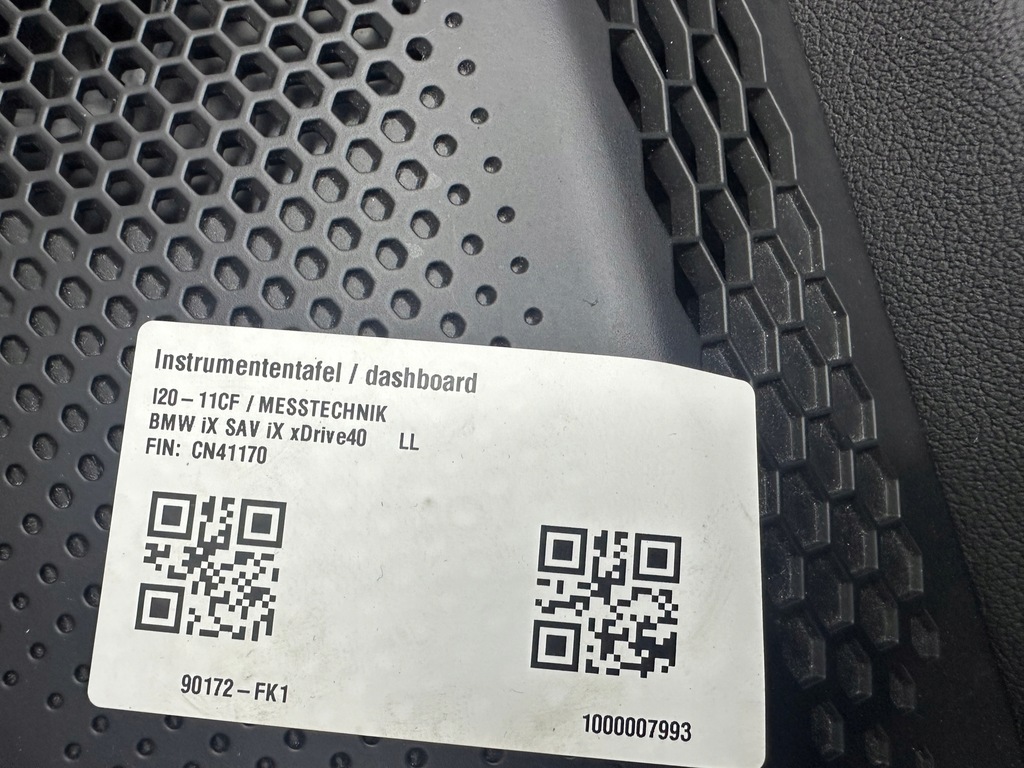 Instrumententafel / dashboard
I20 – 11CF / MESSTECHNIK
BMW iX SAV iX xDrive40 LL
FIN: CN41170
90172 – FK1
1000007993